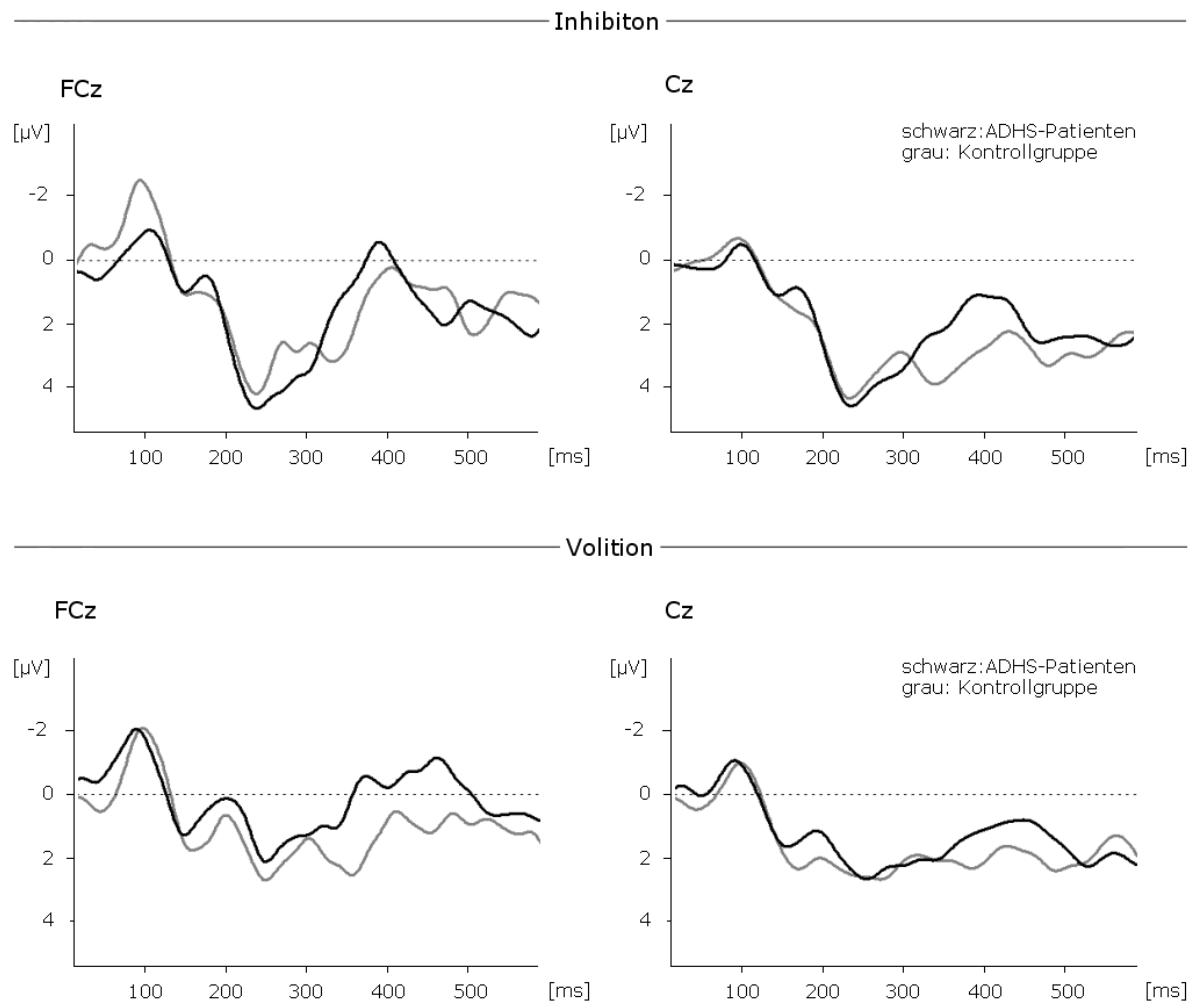 Inhibiton
FCz
Cz
[µV]
[µV]
schwarz:ADHS-Patienten
grau: Kontrollgruppe
-2
-2
0
0
2
2
4
4
100 200 300 400 500 [ms]
100 200 300 400 500 [ms]
Volition
FCz
Cz
[µV]
[µV]
schwarz:ADHS-Patienten
grau: Kontrollgruppe
-2
-2
0
0
2
2
4
4
100 200 300 400 500 [ms]
100 200 300 400 500 [ms]